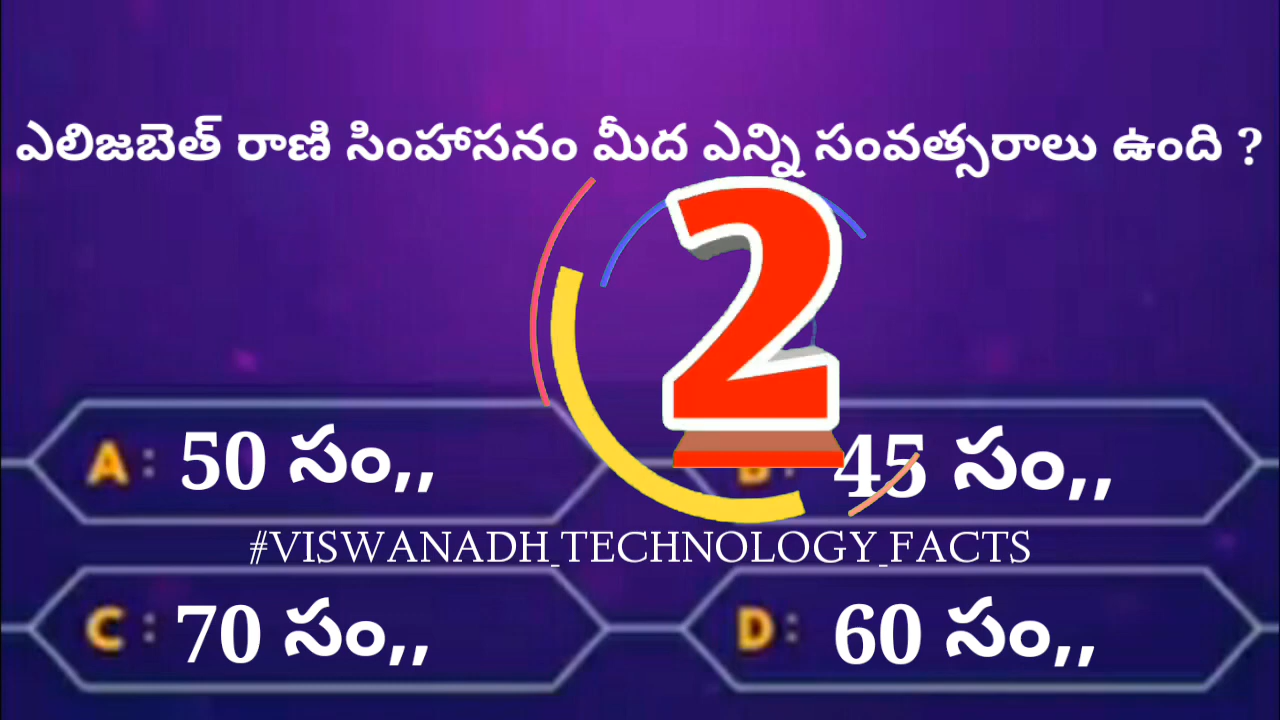 ఎలిజబెత్ రాణి సింహాసనం మీద ఎన్ని సంవత్సరాలు ఉంది ?
2
A : 50 సం,,
B : 45 సం,,
#VISWANADH_TECHNOLOGY_FACTS
C : 70 సం,,
D : 60 సం,,